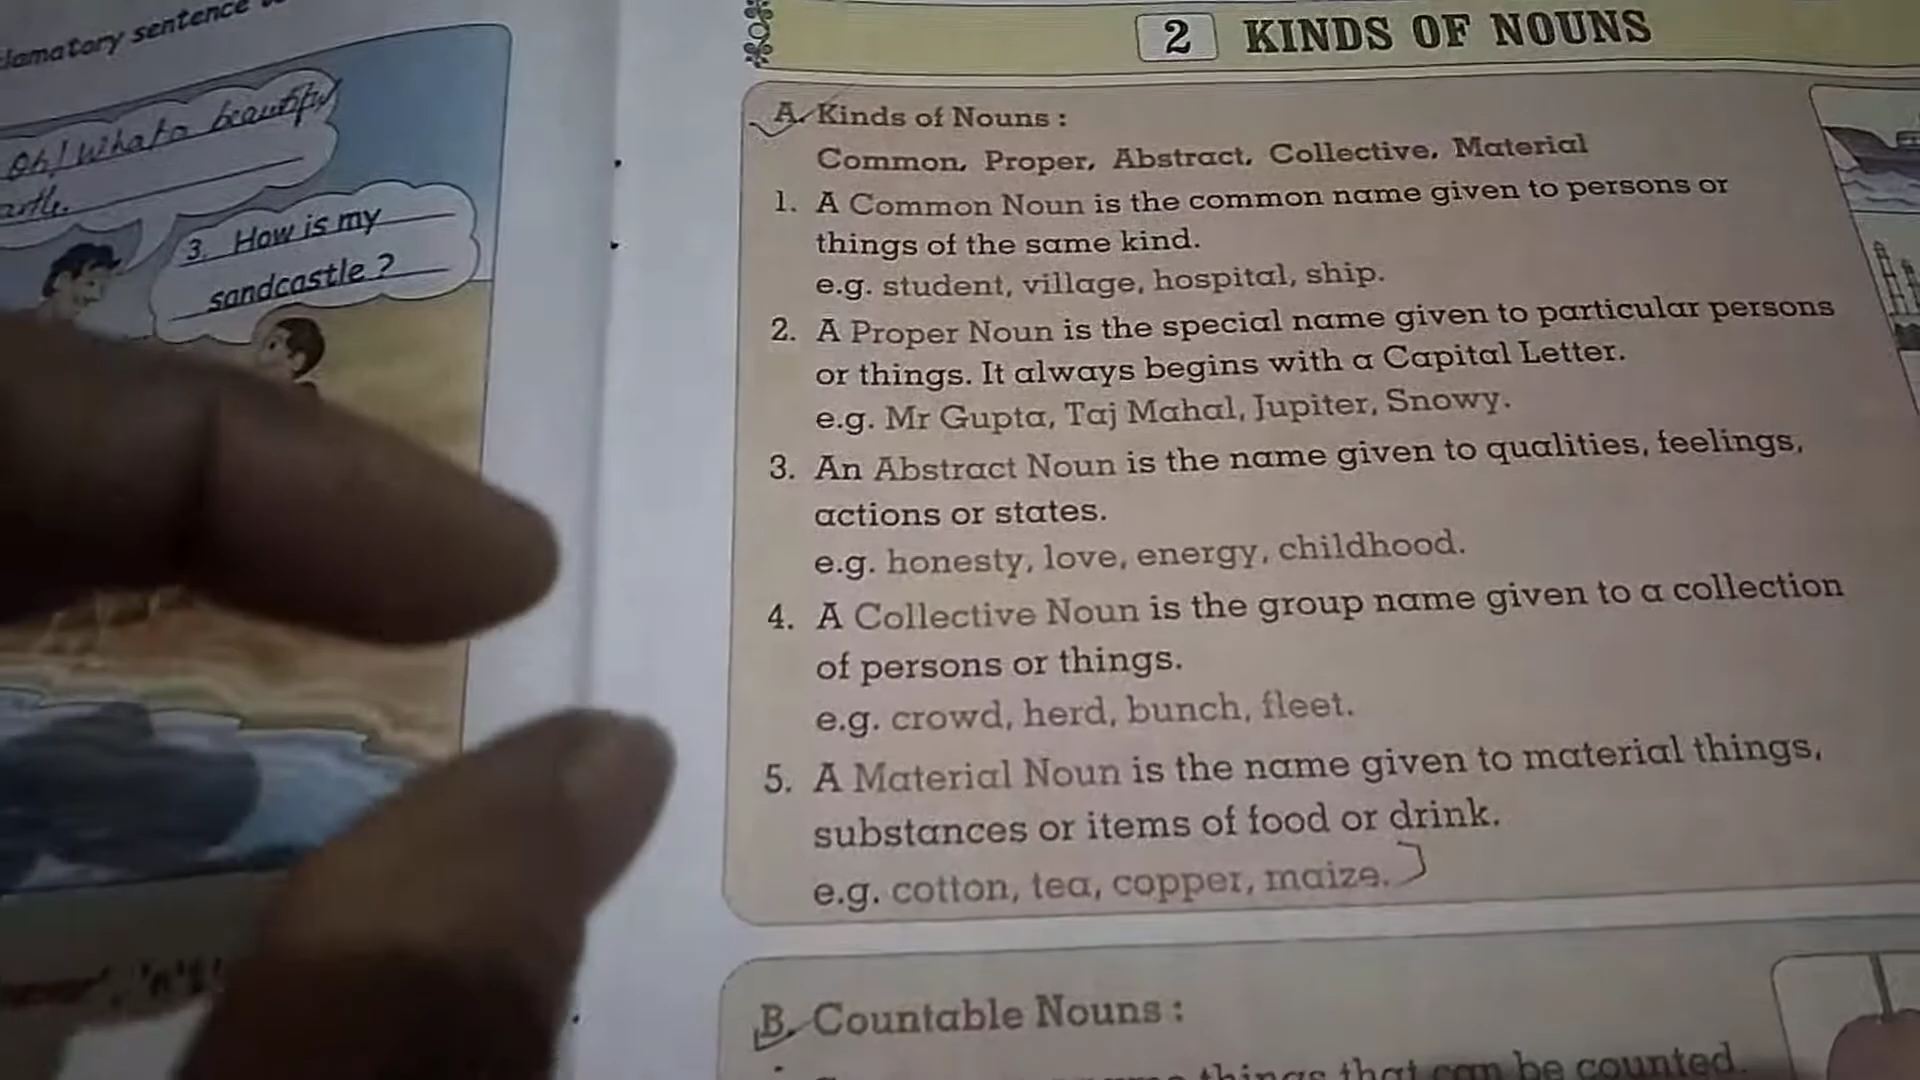 sentence
Oh! What a beautiful
3. How is my
sandcastle ?
2 KINDS OF NOUNS
A. Kinds of Nouns :
Common, Proper, Abstract, Collective, Material
1. A Common Noun is the common name given to persons or
things of the same kind.
e.g. student, village, hospital, ship.
2. A Proper Noun is the special name given to particular persons
or things. It always begins with a Capital Letter.
e.g. Mr Gupta, Taj Mahal, Jupiter, Snowy.
3. An Abstract Noun is the name given to qualities, feelings,
actions or states.
e.g. honesty, love, energy, childhood.
4. A Collective Noun is the group name given to a collection
of persons or things.
e.g. crowd, herd, bunch, fleet.
5. A Material Noun is the name given to material things,
substances or items of food or drink.
e.g. cotton, tea, copper, maize.
B. Countable Nouns :
things that can be counted.